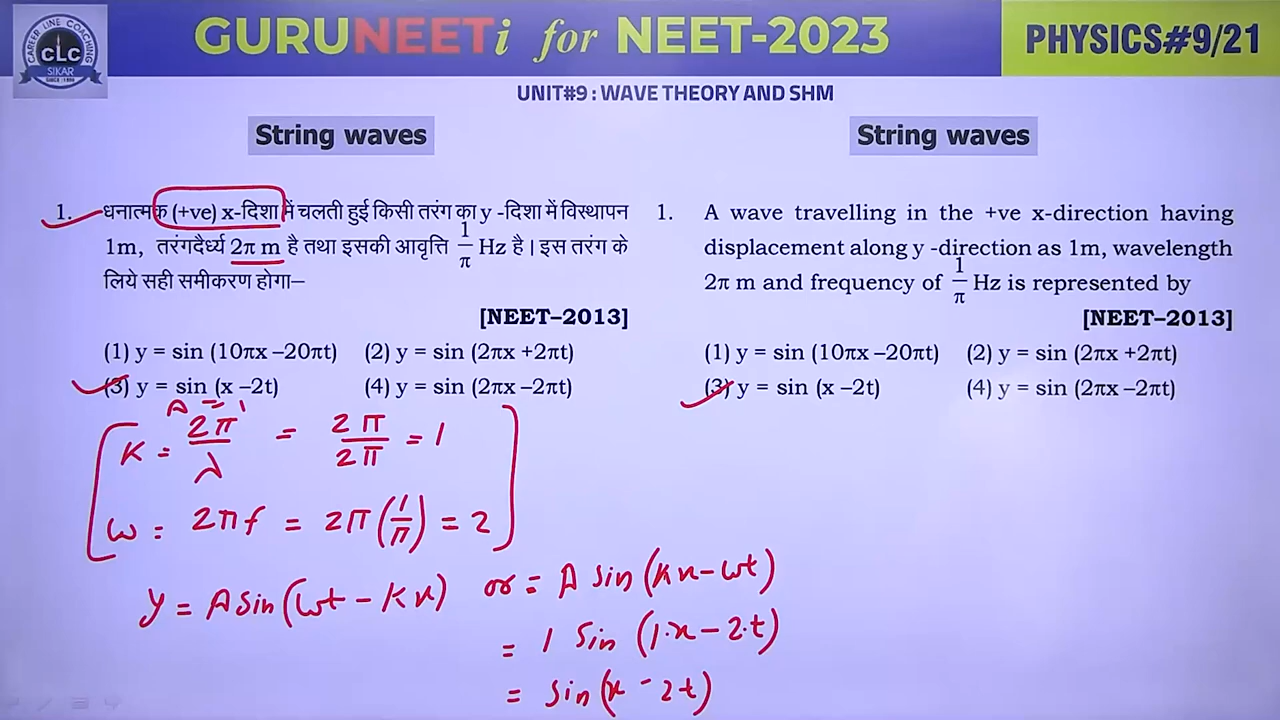 CAREER LINE COACHING
CLC
SIKAR
SINCE : 1996
GURUNEETi for NEET-2023
PHYSICS#9/21
UNIT#9 : WAVE THEORY AND SHM
String waves
1. धनात्मक (+ve) x-दिशा में चलती हुई किसी तरंग का y -दिशा में विस्थापन
1m, तरंगदैर्ध्य 2π m है तथा इसकी आवृत्ति 1/π Hz है। इस तरंग के
लिये सही समीकरण होगा–
[NEET–2013]
(1) y = sin (10πx –20πt) (2) y = sin (2πx +2πt)
(3) y = sin (x –2t) (4) y = sin (2πx –2πt)
String waves
1. A wave travelling in the +ve x-direction having
displacement along y -direction as 1m, wavelength
2π m and frequency of 1/π Hz is represented by
[NEET–2013]
(1) y = sin (10πx –20πt) (2) y = sin (2πx +2πt)
(3) y = sin (x –2t) (4) y = sin (2πx –2πt)
A = 1
K = 2π/λ = 2π/2π = 1
ω = 2πf = 2π(1/π) = 2
y = A sin(ωt – Kx) or = A sin(Kx – ωt)
= 1 sin (1·x – 2·t)
= sin(x – 2t)